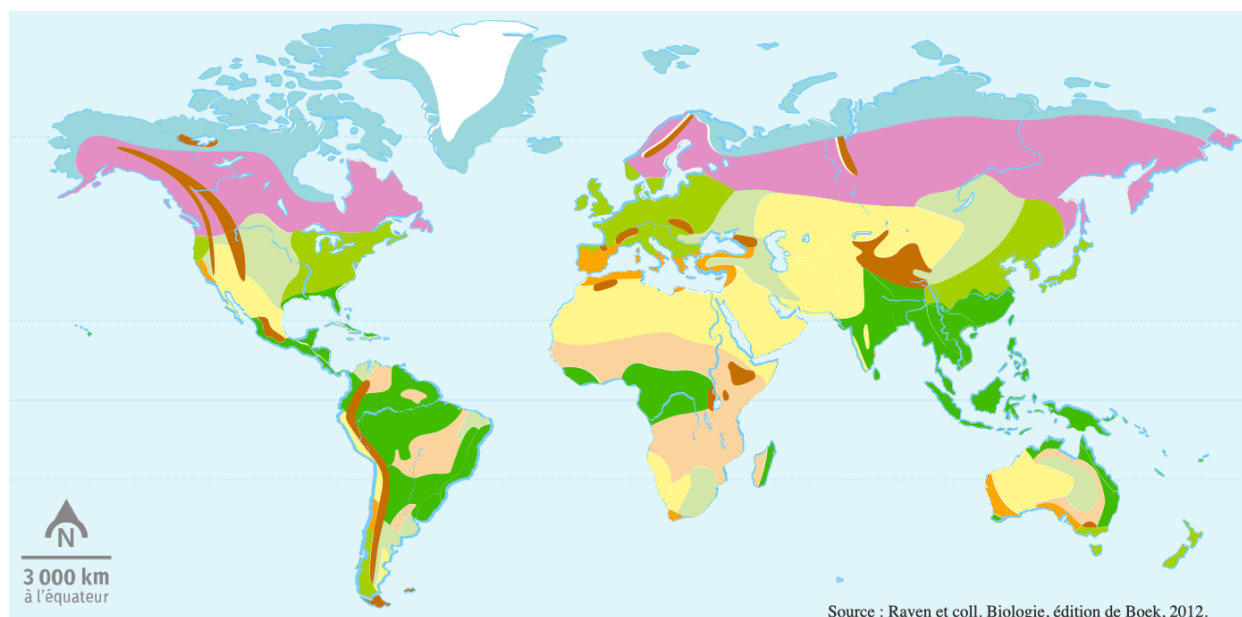 N
3 000 km
à l'équateur
Source : Raven et coll. Biologie, édition de Boek, 2012.